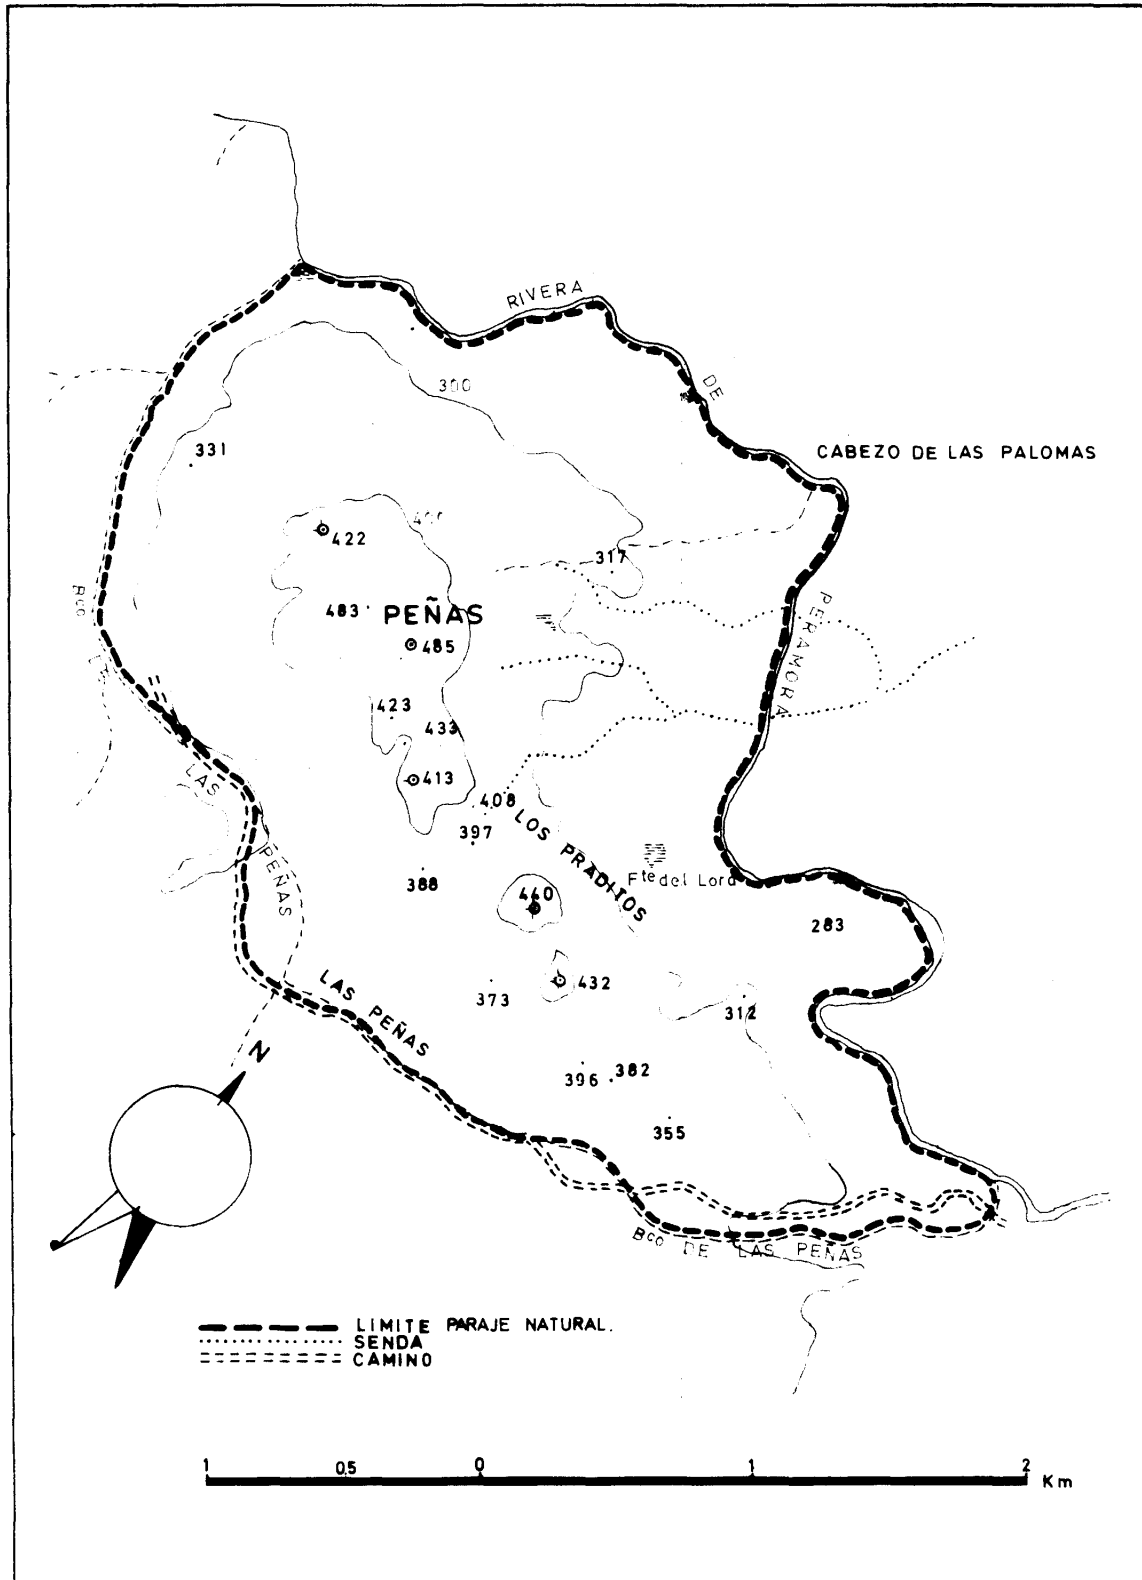 RIVERA
DE
300
CABEZO DE LAS PALOMAS
331
422
317
483
PEÑAS
485
PERAMORA
Bco
423
433
LAS
413
408
LOS PRADITOS
397
PEÑAS
388
Fte del Lord
440
283
432
LAS PEÑAS
373
312
N
396
382
355
Bco DE LAS PEÑAS
LIMITE PARAJE NATURAL.
SENDA
CAMINO
1 0,5 0 1 2 Km